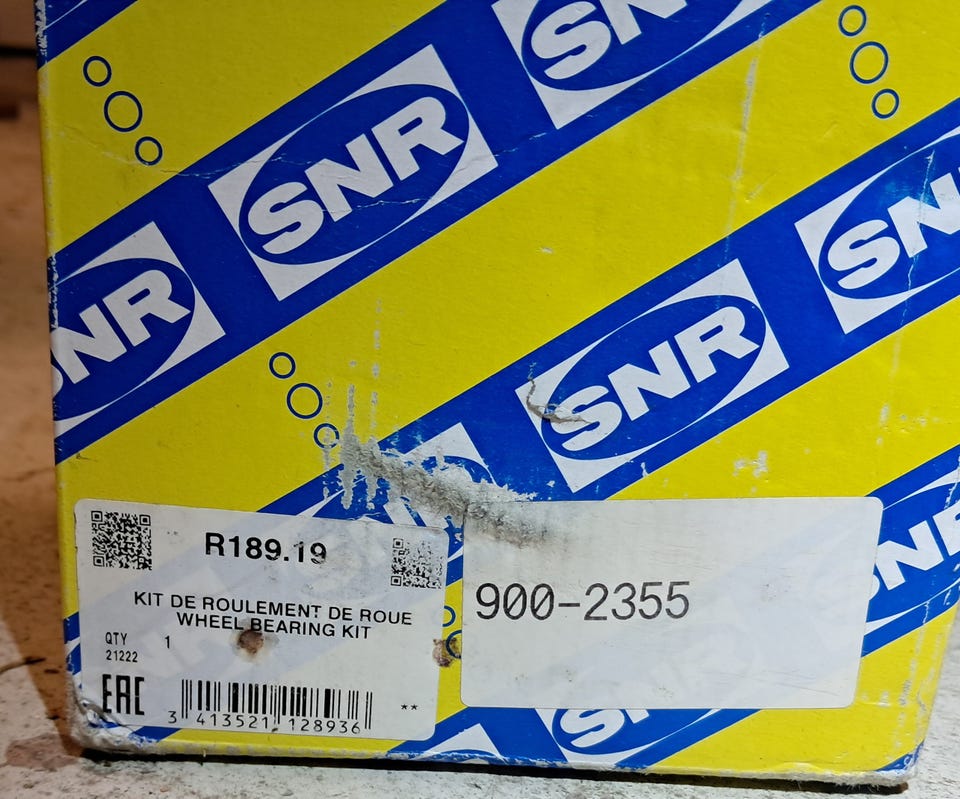 SNR
SNR
SNR
SNR
SNR
R189.19
KIT DE ROULEMENT DE ROUE
WHEEL BEARING KIT
QTY 1
21222
EAC
3 413521 128936
**
900-2355
SNR